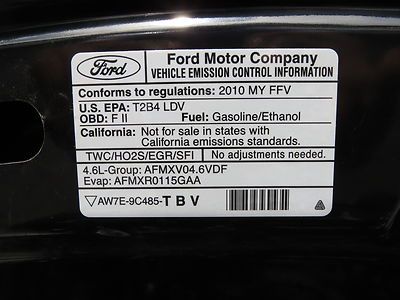 Ford
Ford Motor Company
VEHICLE EMISSION CONTROL INFORMATION
Conforms to regulations: 2010 MY FFV
U.S. EPA: T2B4 LDV
OBD: F II Fuel: Gasoline/Ethanol
California: Not for sale in states with
California emissions standards.
TWC/HO2S/EGR/SFI No adjustments needed.
4.6L-Group: AFMXV04.6VDF
Evap: AFMXR0115GAA
AW7E-9C485-T B V